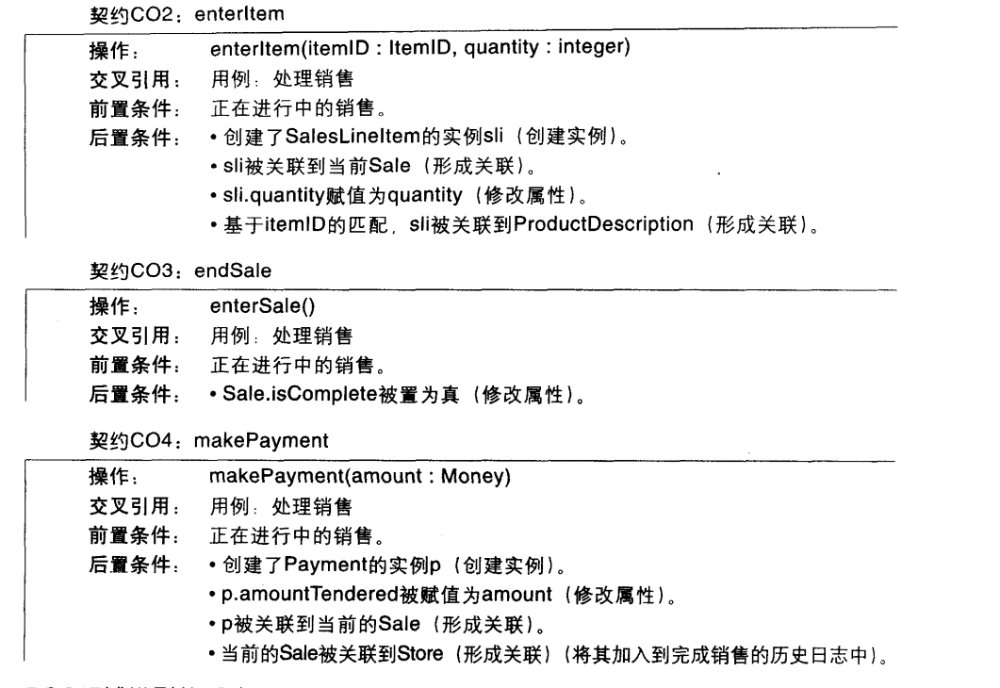 契约CO2：enterItem
操作： enterItem(itemID : ItemID, quantity : integer)
交叉引用： 用例：处理销售
前置条件： 正在进行中的销售。
后置条件： • 创建了SalesLineItem的实例sli（创建实例）。
• sli被关联到当前Sale（形成关联）。
• sli.quantity赋值为quantity（修改属性）。
• 基于itemID的匹配，sli被关联到ProductDescription（形成关联）。
契约CO3：endSale
操作： enterSale()
交叉引用： 用例：处理销售
前置条件： 正在进行中的销售。
后置条件： • Sale.isComplete被置为真（修改属性）。
契约CO4：makePayment
操作： makePayment(amount : Money)
交叉引用： 用例：处理销售
前置条件： 正在进行中的销售。
后置条件： • 创建了Payment的实例p（创建实例）。
• p.amountTendered被赋值为amount（修改属性）。
• p被关联到当前的Sale（形成关联）。
• 当前的Sale被关联到Store（形成关联）（将其加入到完成销售的历史日志中）。